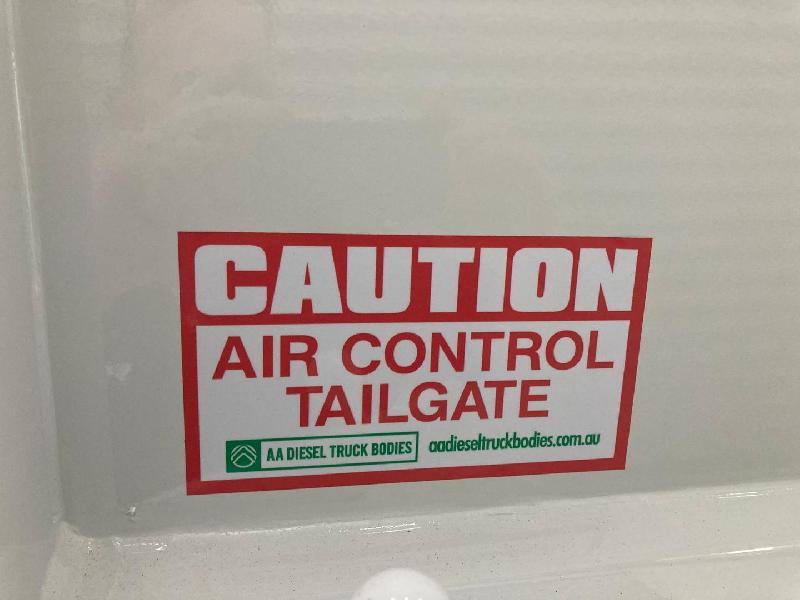 CAUTION
AIR CONTROL
TAILGATE
AA DIESEL TRUCK BODIES aadieseltruckbodies.com.au